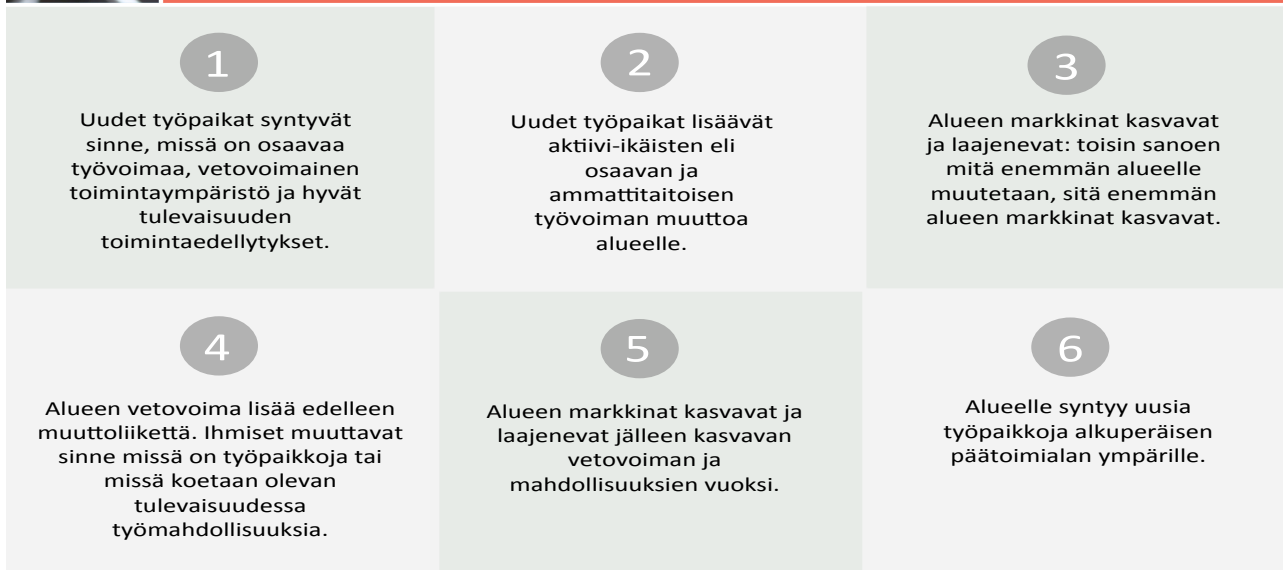 1
Uudet työpaikat syntyvät
sinne, missä on osaavaa
työvoimaa, vetovoimainen
toimintaympäristö ja hyvät
tulevaisuuden
toimintaedellytykset.
2
Uudet työpaikat lisäävät
aktiivi-ikäisten eli
osaavan ja
ammattitaitoisen
työvoiman muuttoa
alueelle.
3
Alueen markkinat kasvavat
ja laajenevat: toisin sanoen
mitä enemmän alueelle
muutetaan, sitä enemmän
alueen markkinat kasvavat.
4
Alueen vetovoima lisää edelleen
muuttoliikettä. Ihmiset muuttavat
sinne missä on työpaikkoja tai
missä koetaan olevan
tulevaisuudessa
työmahdollisuuksia.
5
Alueen markkinat kasvavat ja
laajenevat jälleen kasvavan
vetovoiman ja
mahdollisuuksien vuoksi.
6
Alueelle syntyy uusia
työpaikkoja alkuperäisen
päätoimialan ympärille.